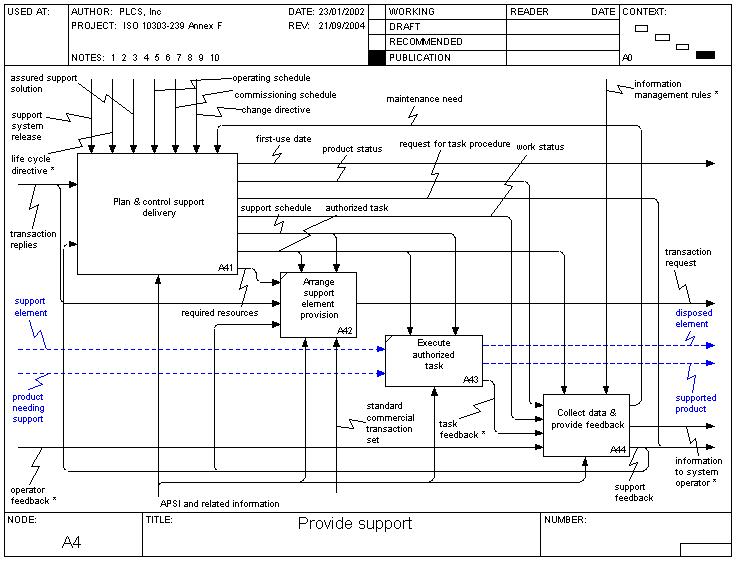 USED AT:
AUTHOR: PLCS, Inc
DATE: 23/01/2002
PROJECT: ISO 10303-239 Annex F
REV: 21/09/2004
NOTES: 1 2 3 4 5 6 7 8 9 10
WORKING
DRAFT
RECOMMENDED
PUBLICATION
READER
DATE
CONTEXT:
A0
assured support
solution
operating schedule
commissioning schedule
change directive
support
system
release
life cycle
directive *
maintenance need
information
management rules *
first-use date
product status
request for task procedure
work status
Plan & control support
delivery
A41
transaction
replies
support schedule
authorized task
required resources
Arrange
support
element
provision
A42
transaction
request
support
element
disposed
element
Execute
authorized
task
A43
product
needing
support
supported
product
standard
commercial
transaction
set
task
feedback *
Collect data &
provide feedback
A44
operator
feedback *
APSI and related information
support
feedback
information
to system
operator *
NODE:
A4
TITLE:
Provide support
NUMBER: